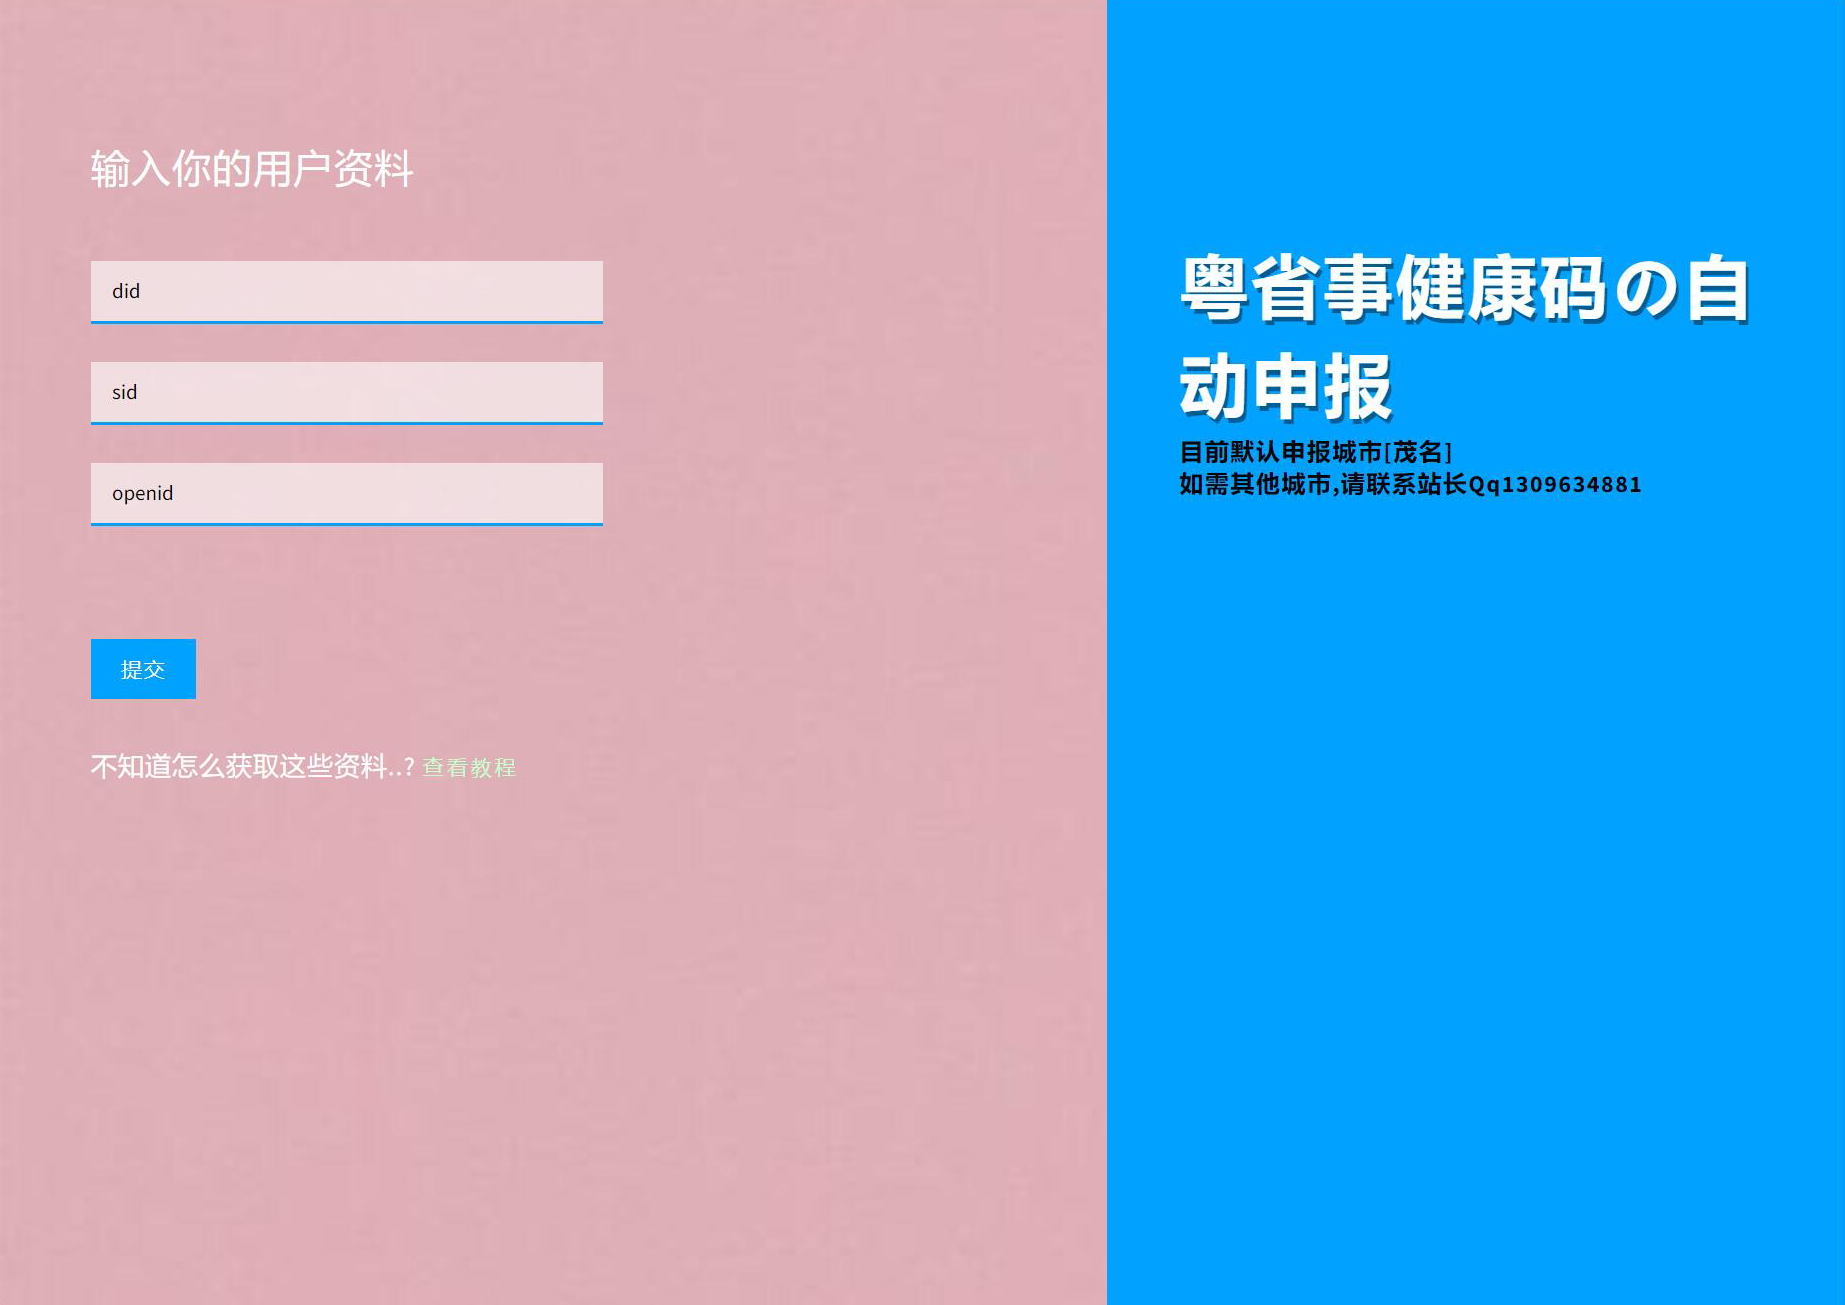 输入你的用户资料
did
sid
openid
提交
不知道怎么获取这些资料..? 查看教程
粤省事健康码の自
动申报
目前默认申报城市[茂名]
如需其他城市,请联系站长Qq1309634881